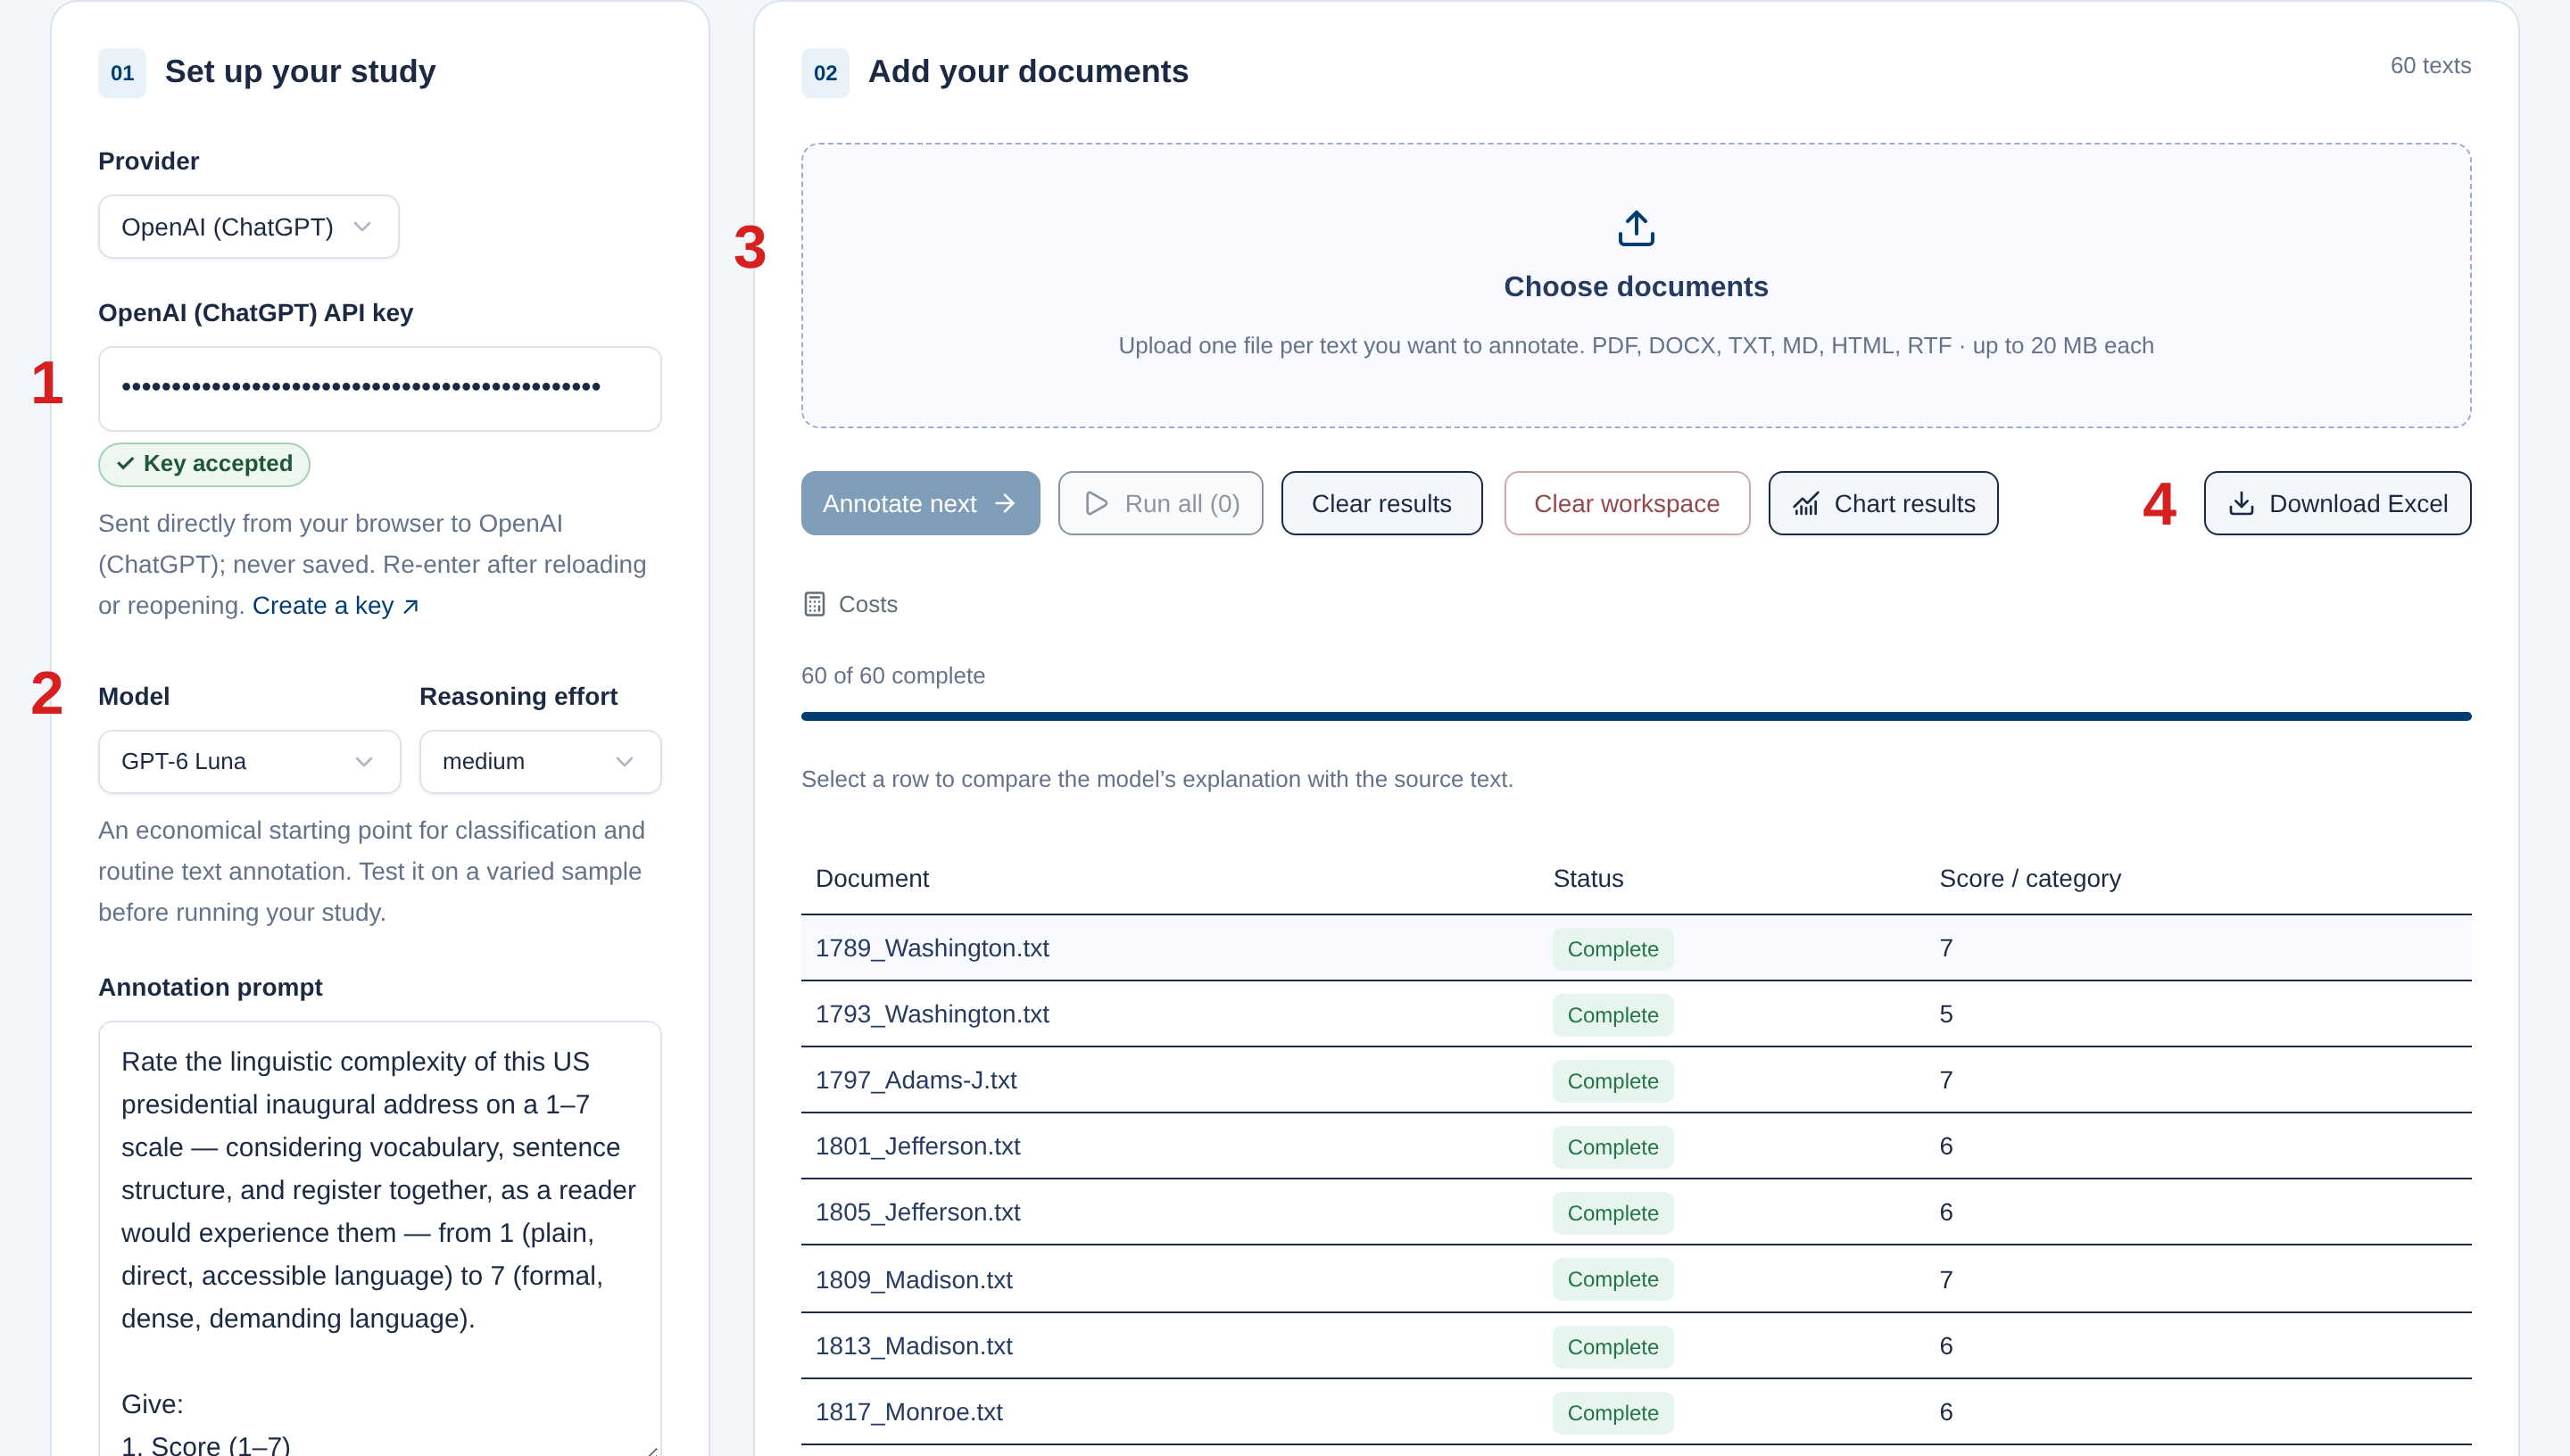 01 Set up your study
Provider
OpenAI (ChatGPT)
OpenAI (ChatGPT) API key
1
••••••••••••••••••••••••••••••••••••••••••••••••
Key accepted
Sent directly from your browser to OpenAI
(ChatGPT); never saved. Re-enter after reloading
or reopening. Create a key
2
Model Reasoning effort
GPT-6 Luna medium
An economical starting point for classification and
routine text annotation. Test it on a varied sample
before running your study.
Annotation prompt
Rate the linguistic complexity of this US
presidential inaugural address on a 1–7
scale — considering vocabulary, sentence
structure, and register together, as a reader
would experience them — from 1 (plain,
direct, accessible language) to 7 (formal,
dense, demanding language).
Give:
1. Score (1–7)
02 Add your documents 60 texts
3
Choose documents
Upload one file per text you want to annotate. PDF, DOCX, TXT, MD, HTML, RTF · up to 20 MB each
Annotate next Run all (0) Clear results Clear workspace Chart results 4 Download Excel
Costs
60 of 60 complete
Select a row to compare the model’s explanation with the source text.
Document Status Score / category
1789_Washington.txt Complete 7
1793_Washington.txt Complete 5
1797_Adams-J.txt Complete 7
1801_Jefferson.txt Complete 6
1805_Jefferson.txt Complete 6
1809_Madison.txt Complete 7
1813_Madison.txt Complete 6
1817_Monroe.txt Complete 6